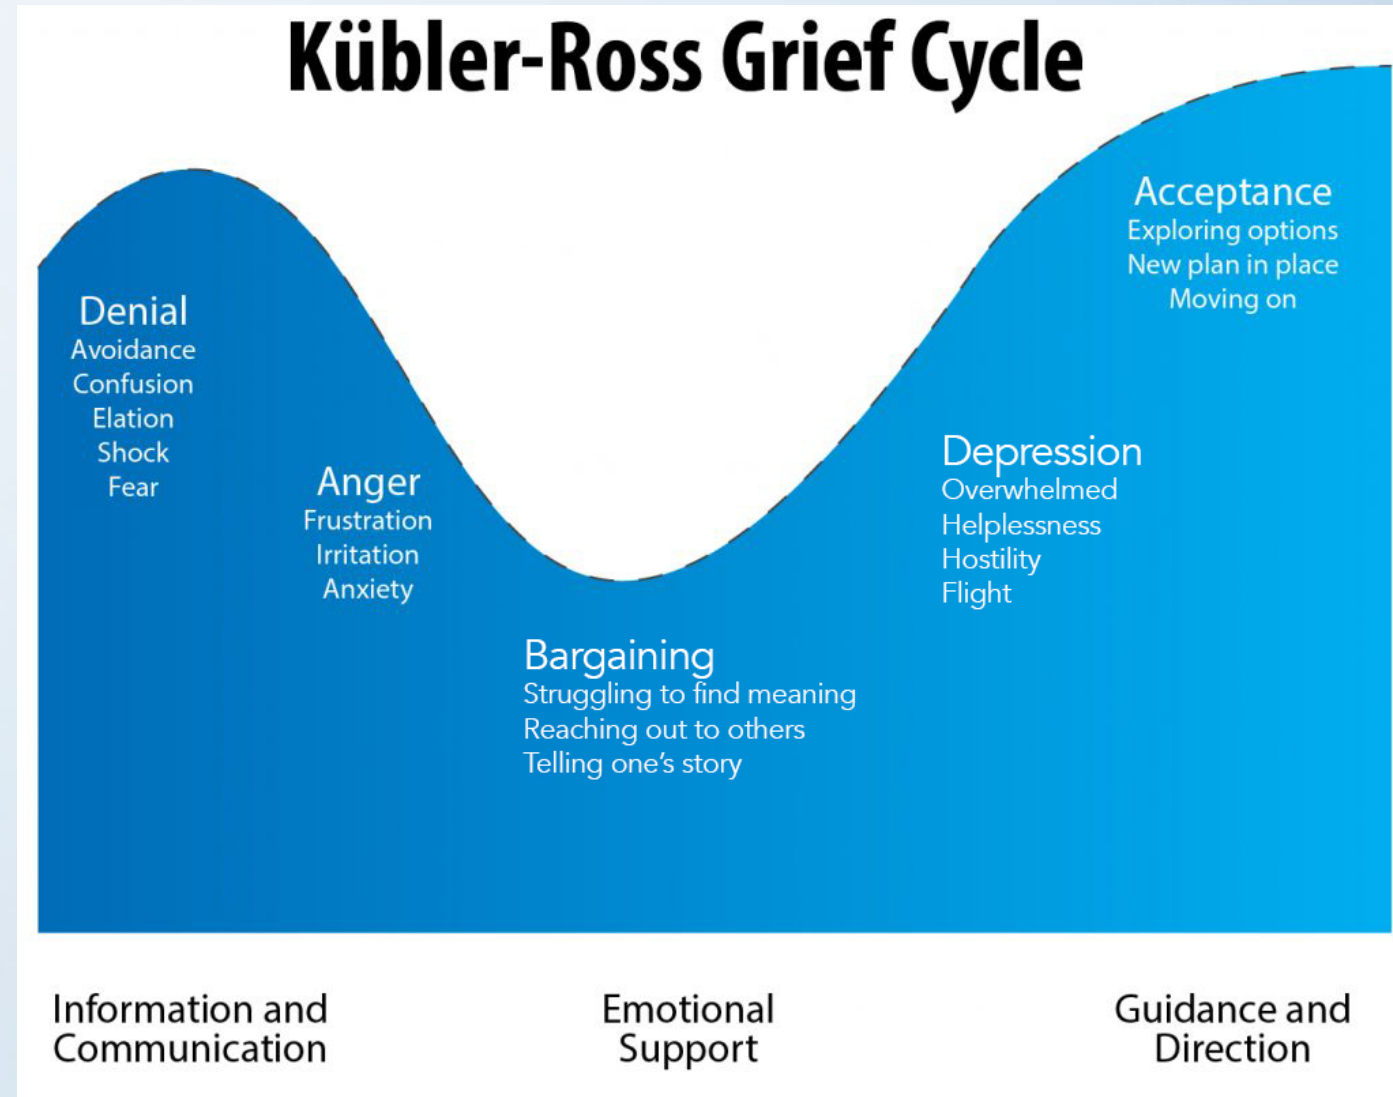 Kübler-Ross Grief Cycle
Denial
Avoidance
Confusion
Elation
Shock
Fear
Anger
Frustration
Irritation
Anxiety
Bargaining
Struggling to find meaning
Reaching out to others
Telling one's story
Depression
Overwhelmed
Helplessness
Hostility
Flight
Acceptance
Exploring options
New plan in place
Moving on
Information and
Communication
Emotional
Support
Guidance and
Direction